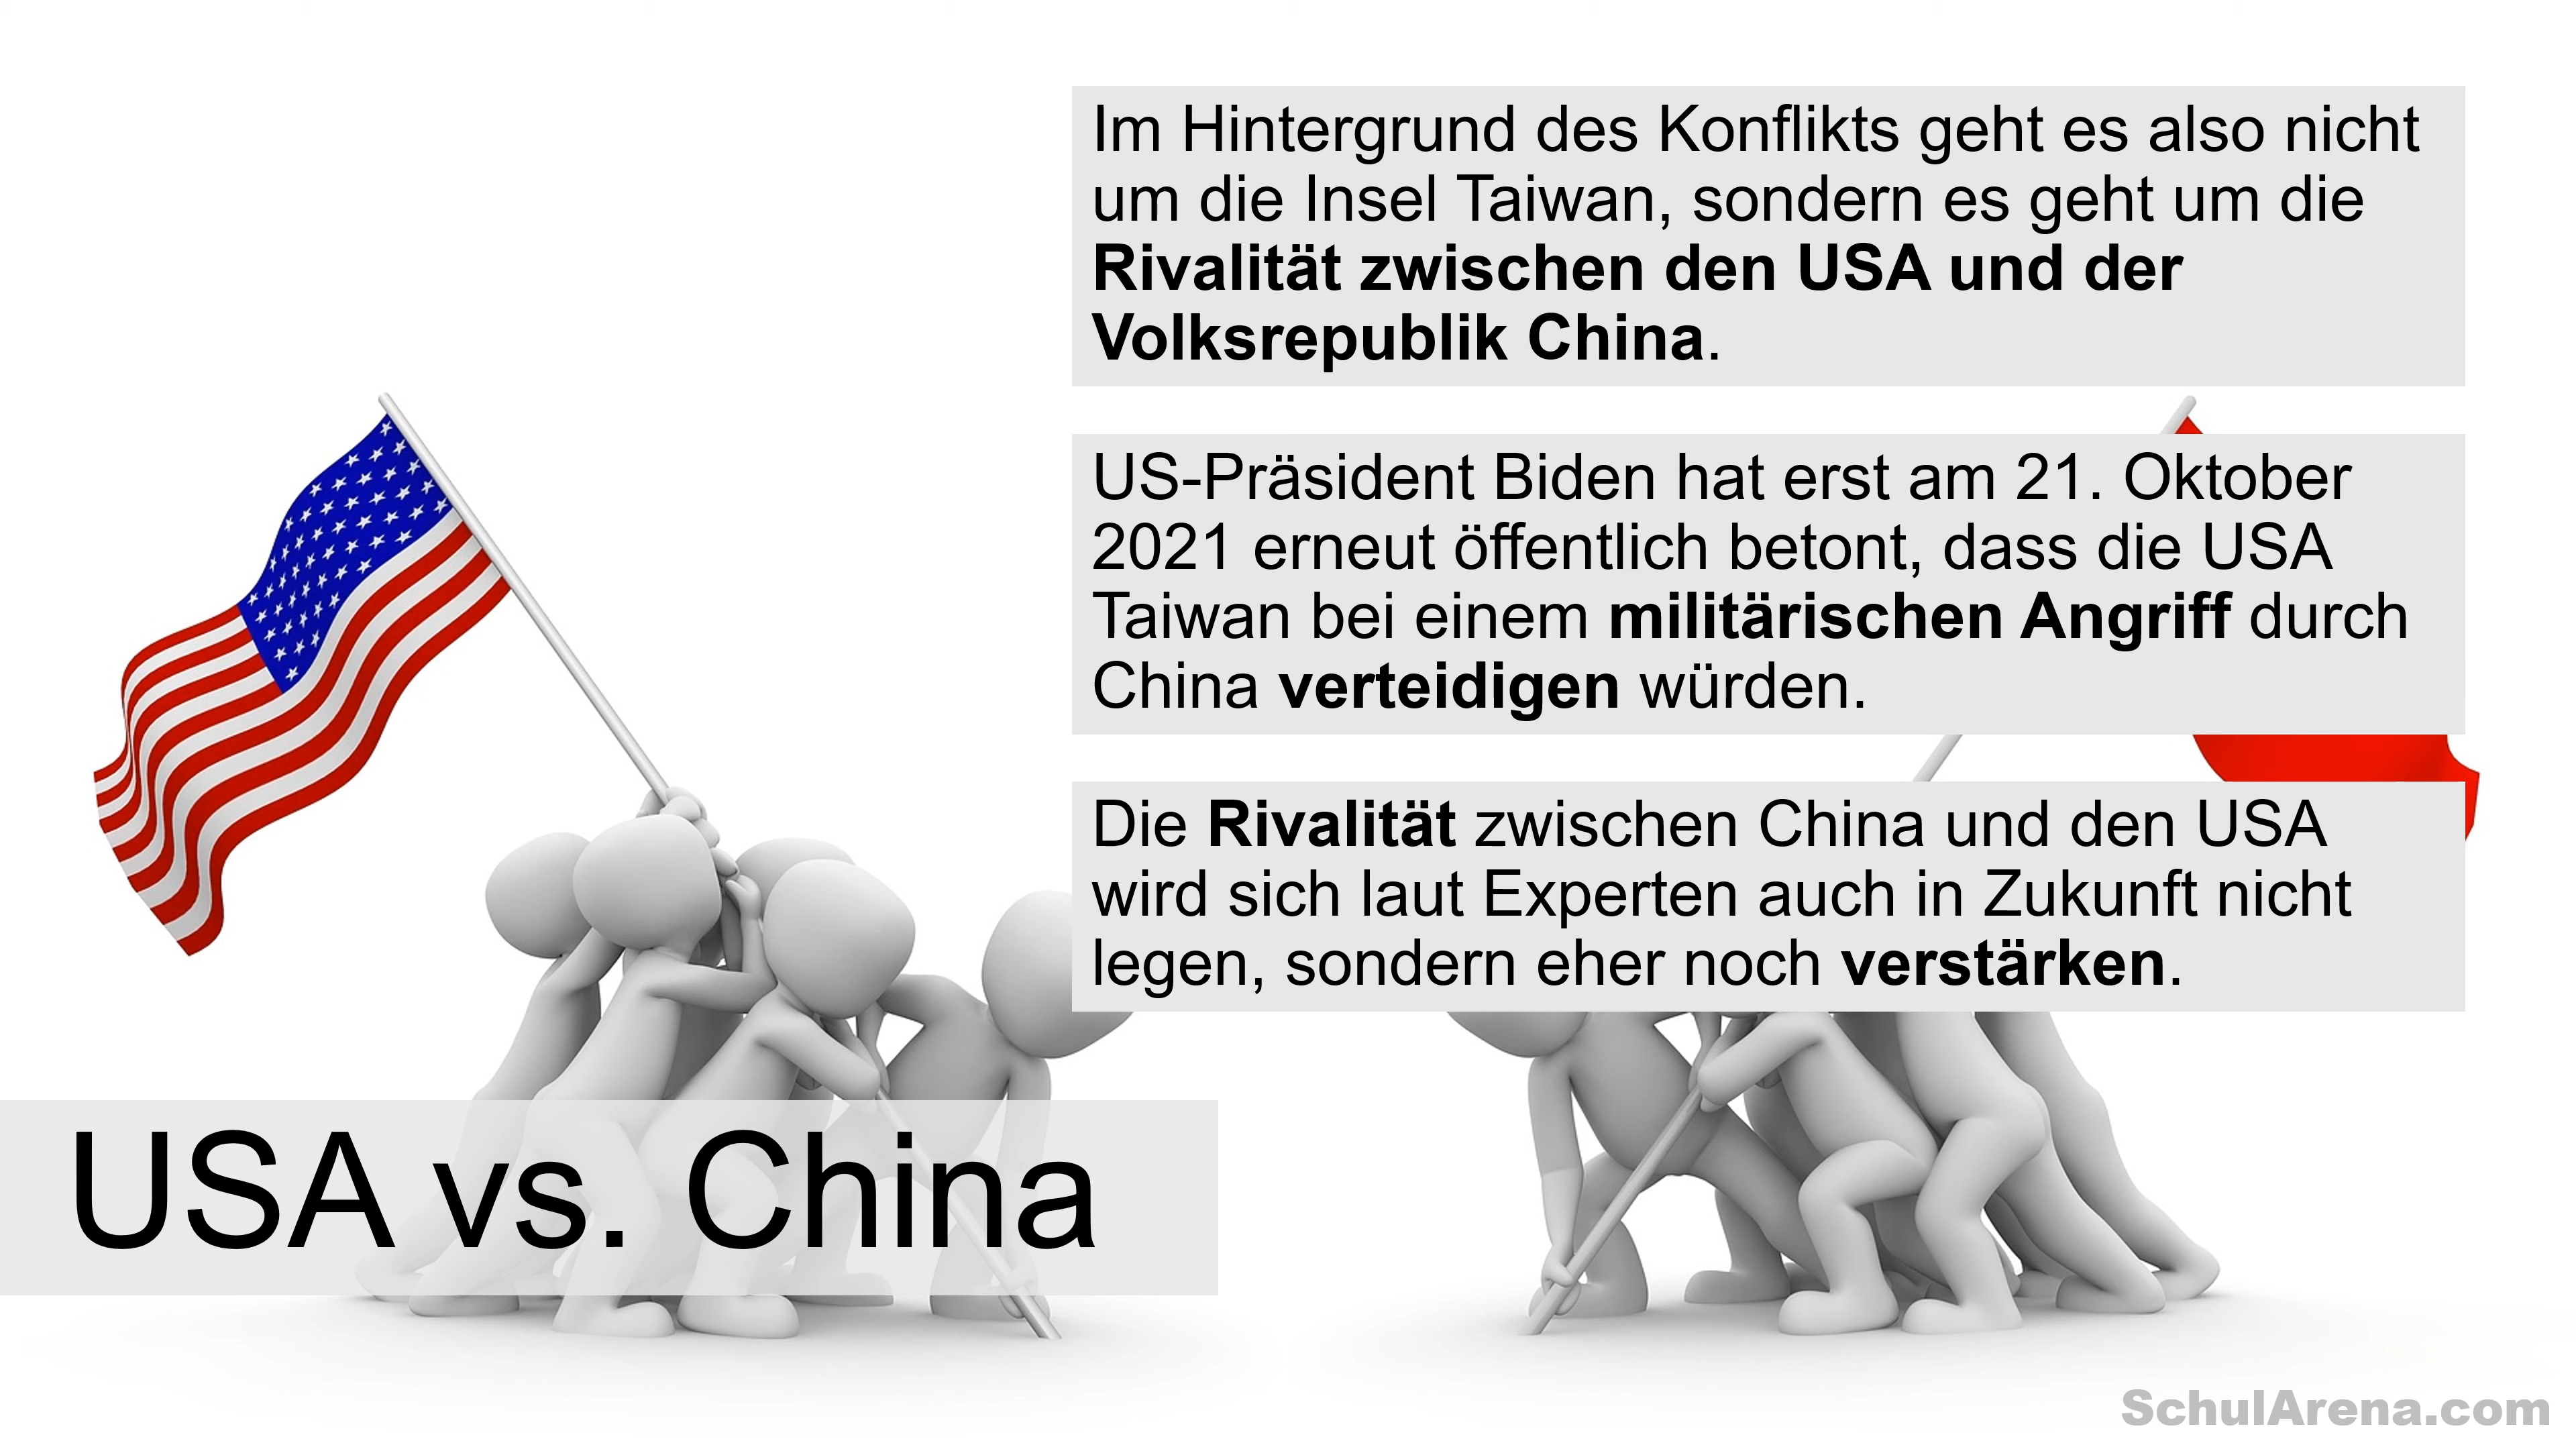 Im Hintergrund des Konflikts geht es also nicht
um die Insel Taiwan, sondern es geht um die
Rivalität zwischen den USA und der
Volksrepublik China.
US-Präsident Biden hat erst am 21. Oktober
2021 erneut öffentlich betont, dass die USA
Taiwan bei einem militärischen Angriff durch
China verteidigen würden.
Die Rivalität zwischen China und den USA
wird sich laut Experten auch in Zukunft nicht
legen, sondern eher noch verstärken.
USA vs. China
SchulArena.com